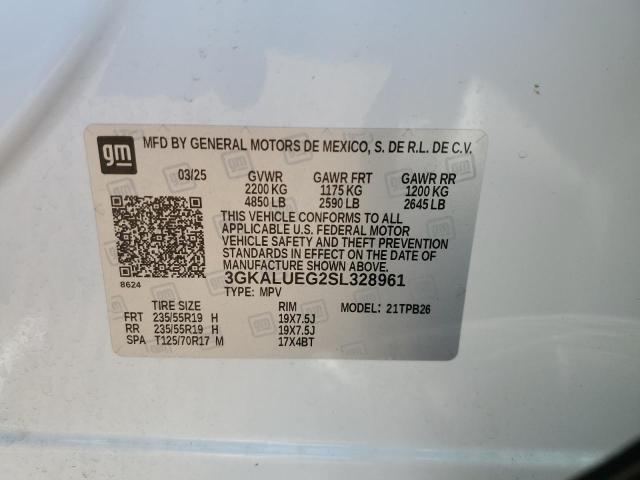 gm MFD BY GENERAL MOTORS DE MEXICO, S. DE R.L. DE C.V.
03/25 GVWR GAWR FRT GAWR RR
2200 KG 1175 KG 1200 KG
4850 LB 2590 LB 2645 LB
THIS VEHICLE CONFORMS TO ALL
APPLICABLE U.S. FEDERAL MOTOR
VEHICLE SAFETY AND THEFT PREVENTION
STANDARDS IN EFFECT ON THE DATE OF
MANUFACTURE SHOWN ABOVE.
8624 3GKALUEG2SL328961
TYPE: MPV
TIRE SIZE RIM 21TPB26
FRT 235/55R19 H 19X7.5J
RR 235/55R19 H 19X7.5J
SPA T125/70R17 M 17X4BT